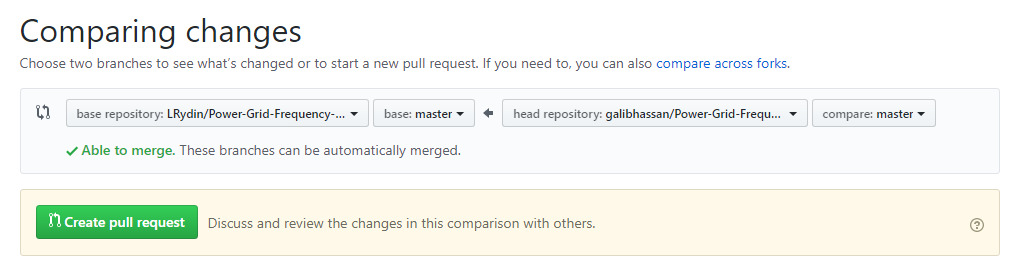 Comparing changes
Choose two branches to see what's changed or to start a new pull request. If you need to, you can also compare across forks.
base repository: LRydin/Power-Grid-Frequency-... base: master head repository: galibhassan/Power-Grid-Frequ... compare: master
Able to merge. These branches can be automatically merged.
Create pull request Discuss and review the changes in this comparison with others.